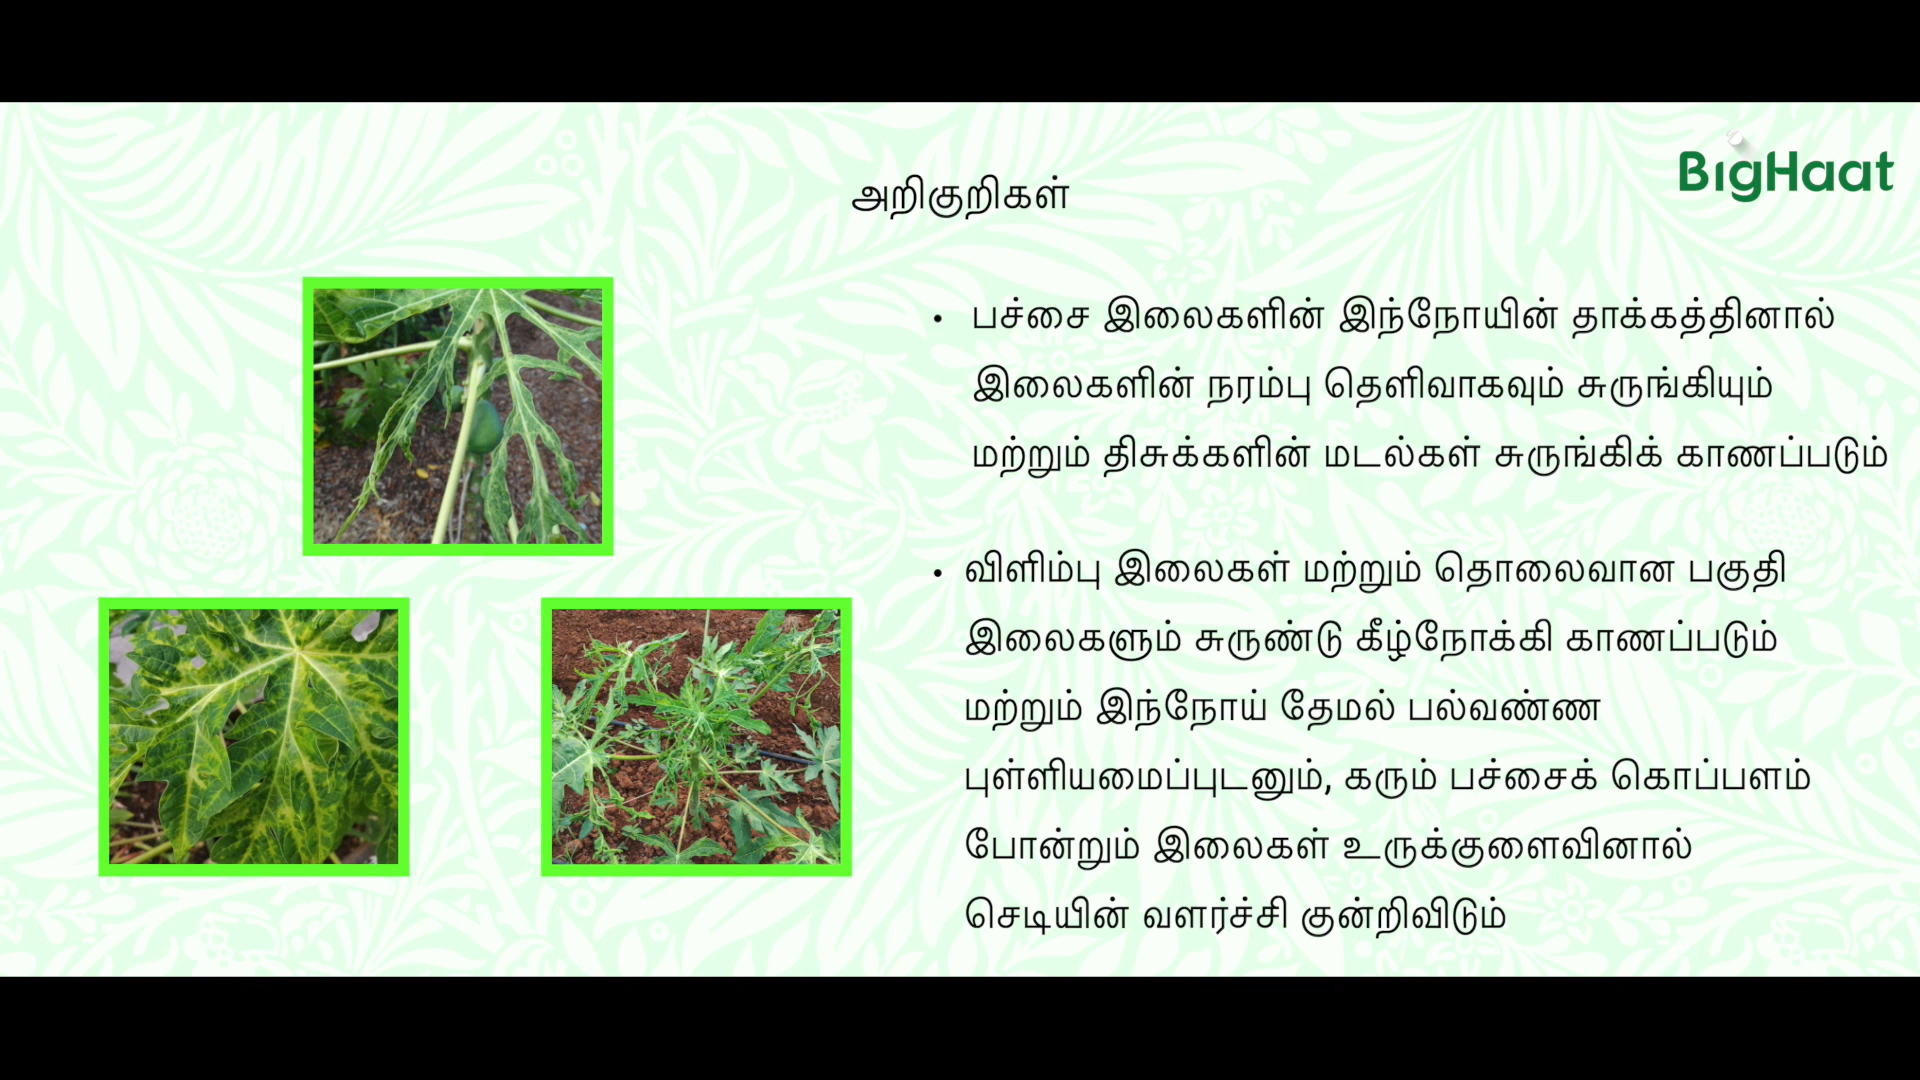 BigHaat
அறிகுறிகள்
• பச்சை இலைகளின் இந்நோயின் தாக்கத்தினால்
இலைகளின் நரம்பு தெளிவாகவும் சுருங்கியும்
மற்றும் திசுக்களின் மடல்கள் சுருங்கிக் காணப்படும்
• விளிம்பு இலைகள் மற்றும் தொலைவான பகுதி
இலைகளும் சுருண்டு கீழ்நோக்கி காணப்படும்
மற்றும் இந்நோய் தேமல் பல்வண்ண
புள்ளியமைப்புடனும், கரும் பச்சைக் கொப்பளம்
போன்றும் இலைகள் உருக்குளைவினால்
செடியின் வளர்ச்சி குன்றிவிடும்